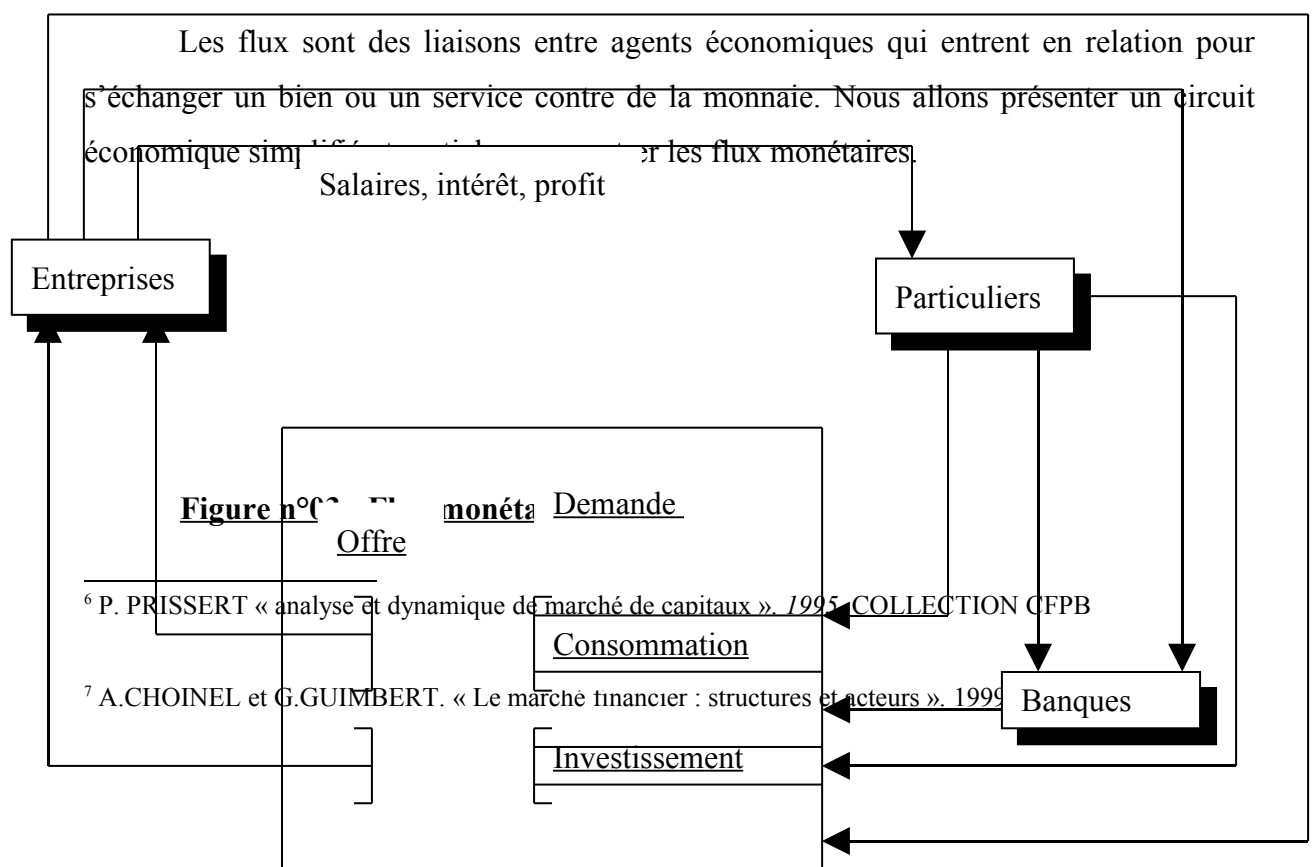 Les flux sont des liaisons entre agents économiques qui entrent en relation pour
s’échanger un bien ou un service contre de la monnaie. Nous allons présenter un circuit
économique les flux monétaires.
Salaires, intérêt, profit
Entreprises
Particuliers
Figure
Demande
Offre
⁶ P. PRISSERT « analyse et dynamique de marché de capitaux ». 1995. COLLECTION CFPB
Consommation
⁷ A.CHOINEL et G.GUIMBERT. « Le marché financier : structures et acteurs ». 1999
Banques
Investissement